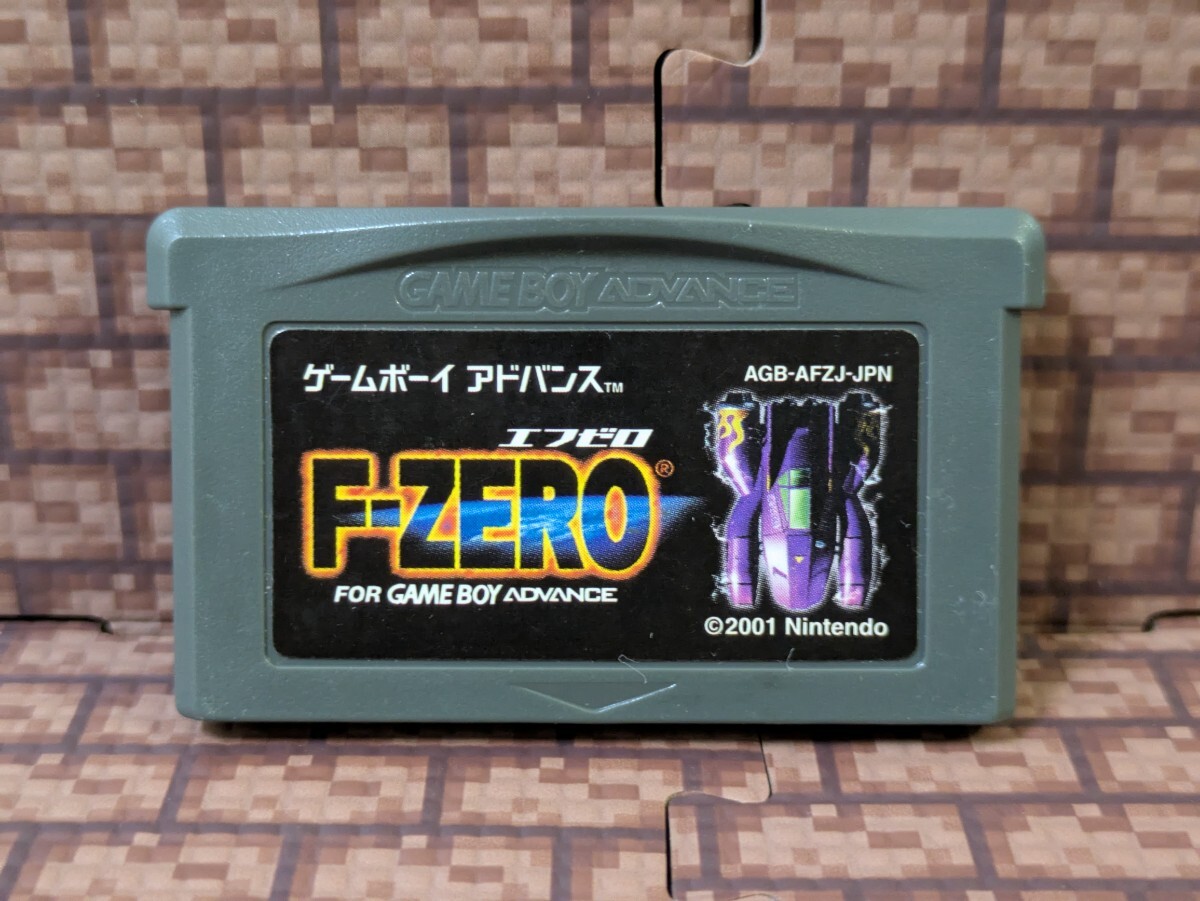 GAME BOY ADVANCE
ゲームボーイ アドバンス™
AGB-AFZJ-JPN
エフゼロ
F-ZERO®
FOR GAME BOY ADVANCE
©2001 Nintendo